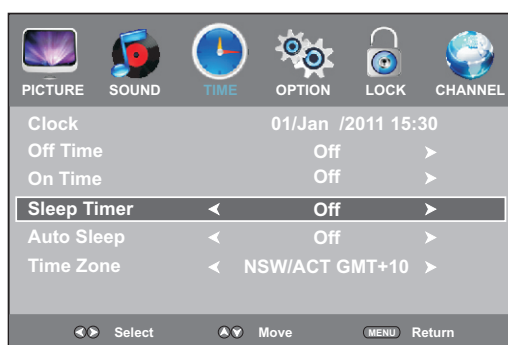 PICTURE SOUND TIME OPTION LOCK CHANNEL
Clock 01/Jan /2011 15:30
Off Time Off
On Time Off
Sleep Timer Off
Auto Sleep Off
Time Zone NSW/ACT GMT+10
Select Move MENU Return